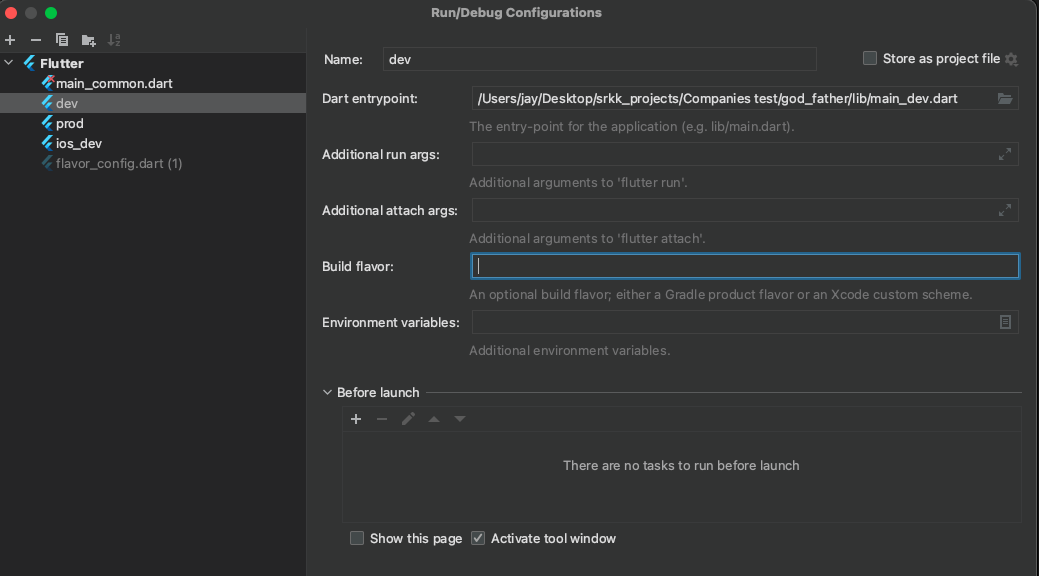 Run/Debug Configurations
Flutter
main_common.dart
dev
prod
ios_dev
flavor_config.dart (1)
Name: dev
Store as project file
Dart entrypoint: /Users/jay/Desktop/srkk_projects/Companies test/god_father/lib/main_dev.dart
The entry-point for the application (e.g. lib/main.dart).
Additional run args:
Additional arguments to 'flutter run'.
Additional attach args:
Additional arguments to 'flutter attach'.
Build flavor:
An optional build flavor; either a Gradle product flavor or an Xcode custom scheme.
Environment variables:
Additional environment variables.
Before launch
There are no tasks to run before launch
Show this page
Activate tool window